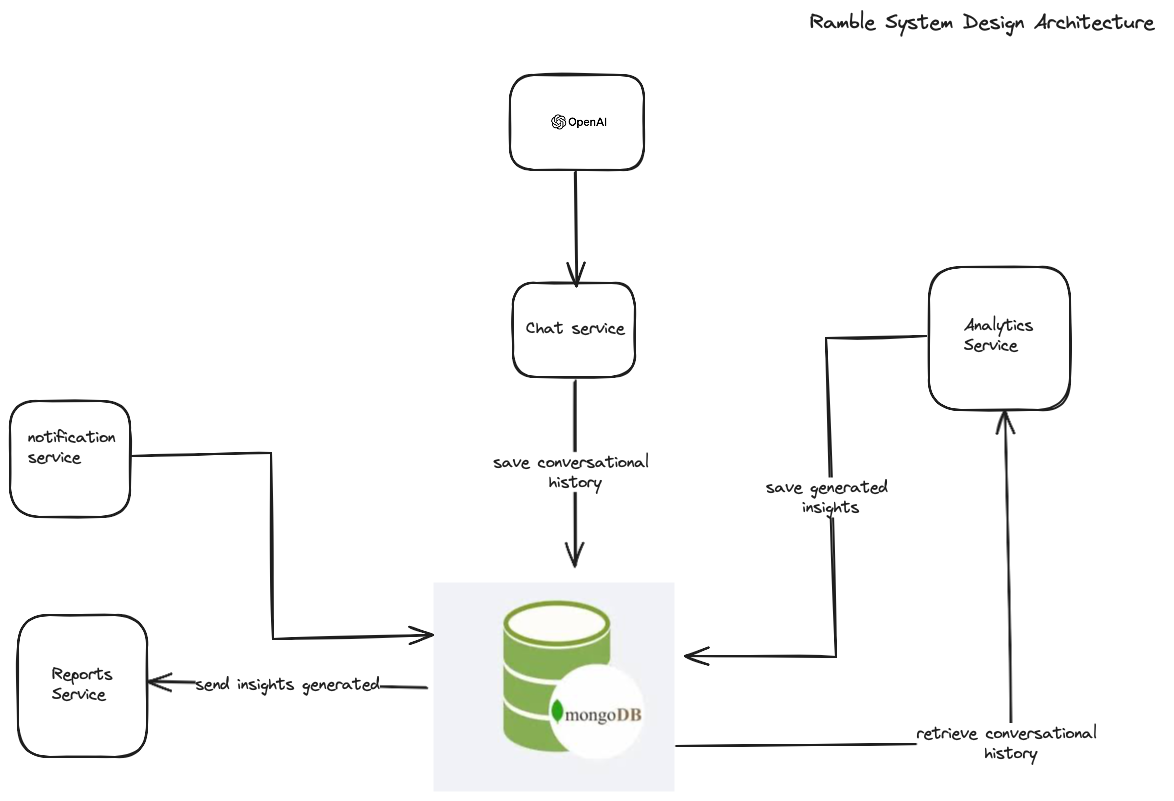 Ramble System Design Architecture
OpenAI
Chat service
Analytics
Service
notification
service
save conversational
history
save generated
insights
Reports
Service
send insights generated
mongoDB
retrieve conversational
history